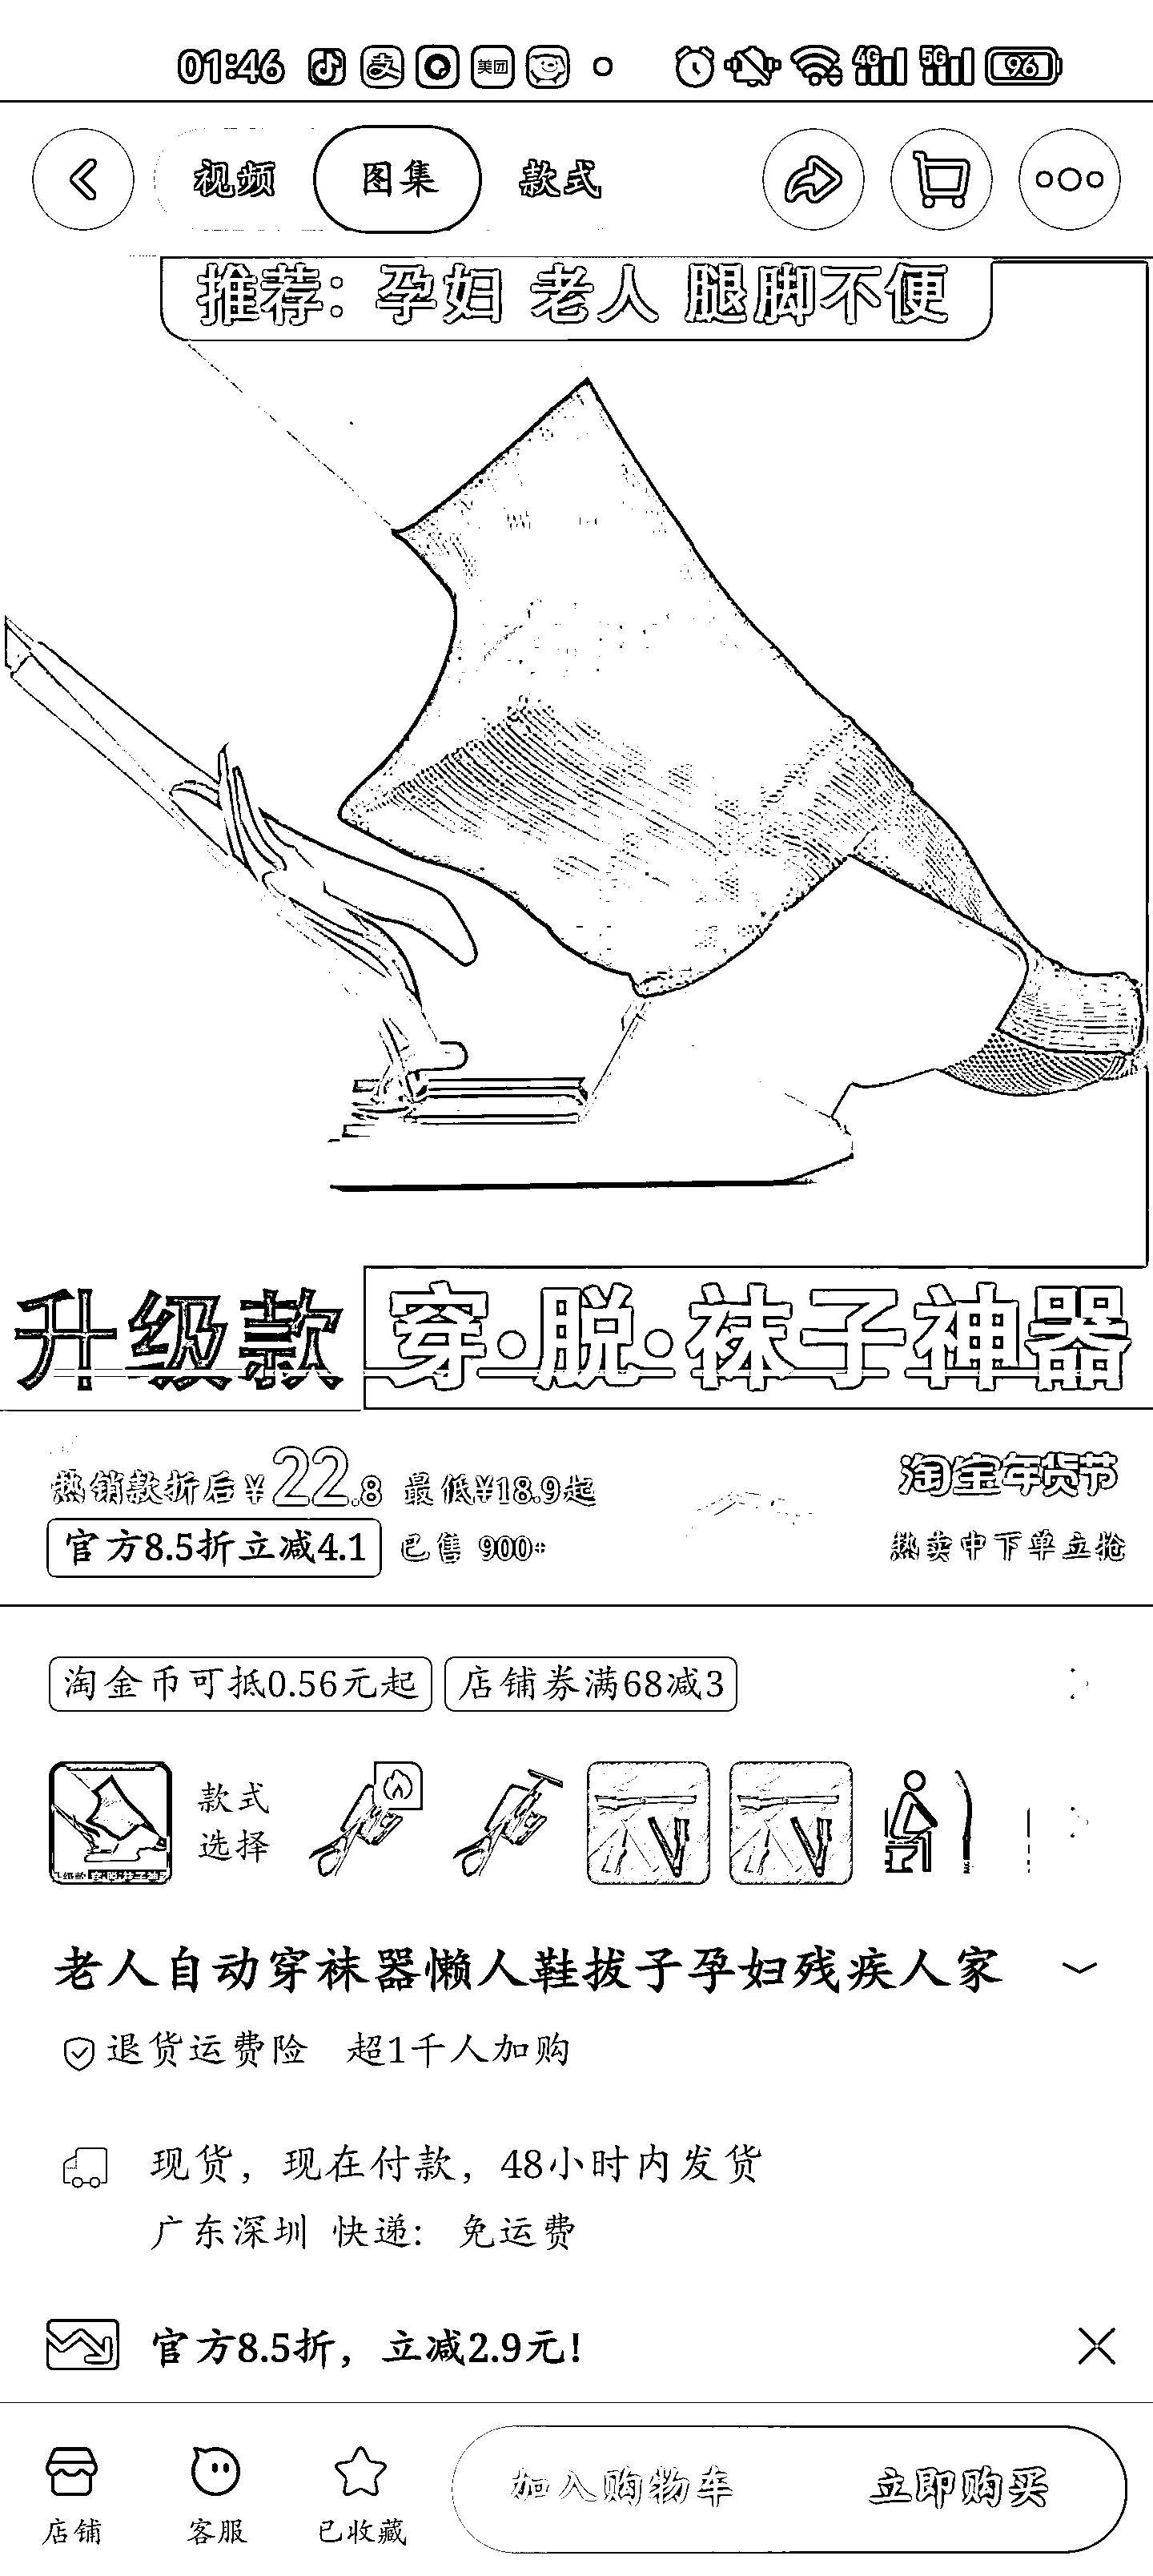 01:46 美团 4G 5G 96
视频 图集 款式
推荐: 孕妇 老人 腿脚不便
升级款 穿·脱·袜子神器
热销款折后¥22.8 最低¥18.9起
淘宝年货节
官方8.5折立减4.1 已售 900+
热卖中下单立抢
淘金币可抵0.56元起 店铺券满68减3
款式
选择
老人自动穿袜器懒人鞋拔子孕妇残疾人家
退货运费险 超1千人加购
现货，现在付款，48小时内发货
广东深圳 快递: 免运费
官方8.5折，立减2.9元!
店铺 客服 已收藏 加入购物车 立即购买